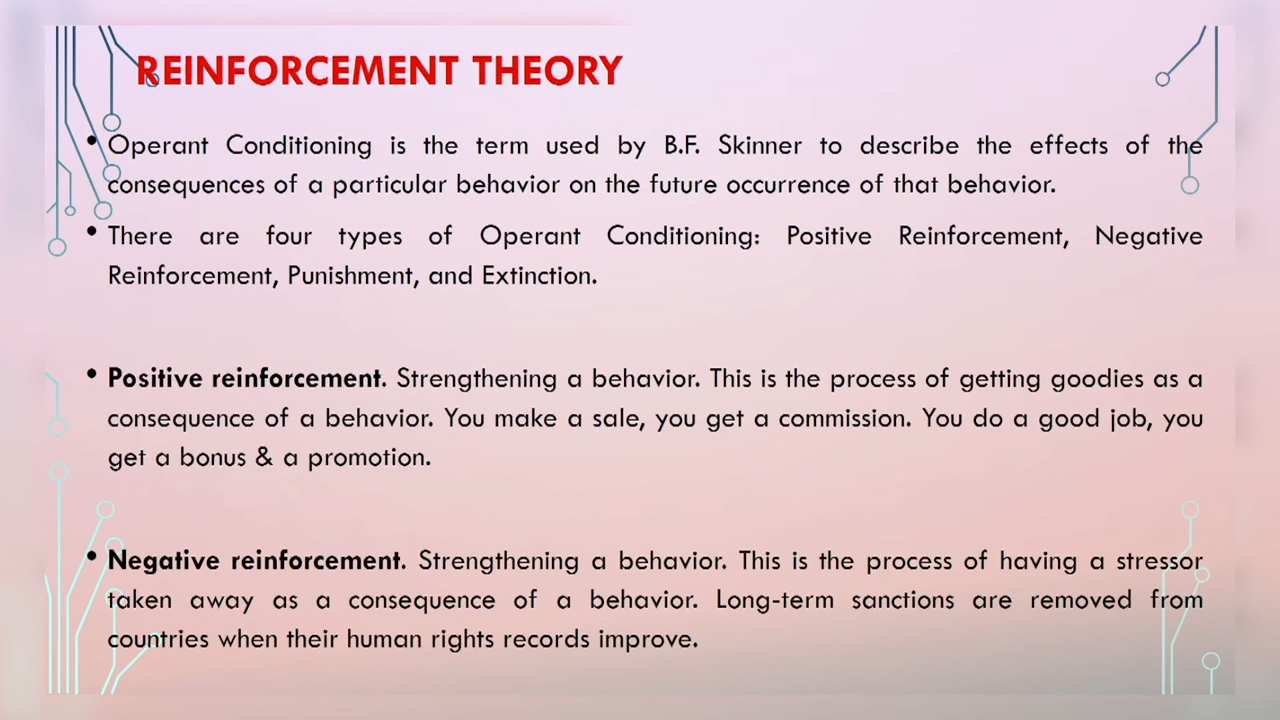 REINFORCEMENT THEORY
• Operant Conditioning is the term used by B.F. Skinner to describe the effects of the
consequences of a particular behavior on the future occurrence of that behavior.
• There are four types of Operant Conditioning: Positive Reinforcement, Negative
Reinforcement, Punishment, and Extinction.
• Positive reinforcement. Strengthening a behavior. This is the process of getting goodies as a
consequence of a behavior. You make a sale, you get a commission. You do a good job, you
get a bonus & a promotion.
• Negative reinforcement. Strengthening a behavior. This is the process of having a stressor
taken away as a consequence of a behavior. Long-term sanctions are removed from
countries when their human rights records improve.